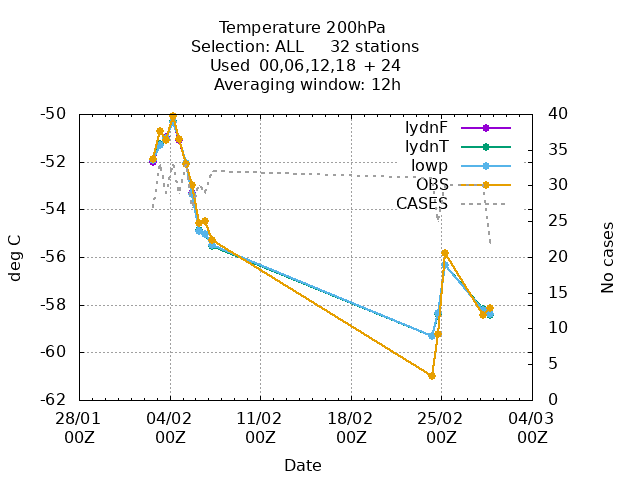 Temperature 200hPa
Selection: ALL 32 stations
Used 00,06,12,18 + 24
Averaging window: 12h
-50
-52
-54
-56
-58
-60
-62
40
35
30
25
20
15
10
5
0
lydnF
lydnT
lowp
OBS
CASES
deg C
No cases
28/01 04/02 11/02 18/02 25/02 04/03
00Z 00Z 00Z 00Z 00Z 00Z
Date